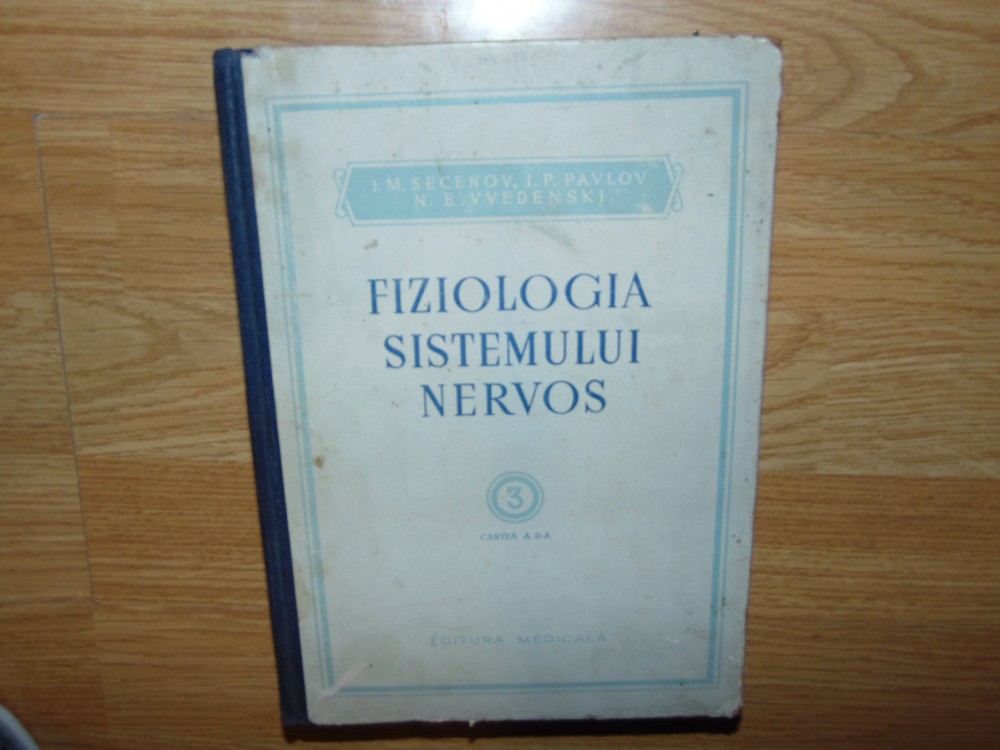 I. M. SECENOV, I. P. PAVLOV
N. E. VVEDENSKI
FIZIOLOGIA
SISTEMULUI
NERVOS
3
CARTEA A II-A
EDITURA MEDICALĂ